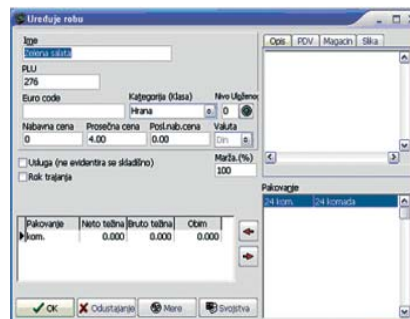 Uređuje robu
Ime
Zelena salata
PLU
276
Euro code
Kategorija (Klasa)
Hrana
0
Nabavna cena
Prosečna cena
Posl.nab.cena
Valuta
0
4.00
0.00
Din
Usluga (ne evidentira se skladišno)
Rok trajanja
Marža.(%)
100
Pakovanje
Neto težina
Bruto težina
Obim
kom.
0.000
0.000
0.000
OK
Odustajanje
Mere
Svojstva
Opis
PDV
Magacin
Slika
Pakovanje
24 kom.
24 komada